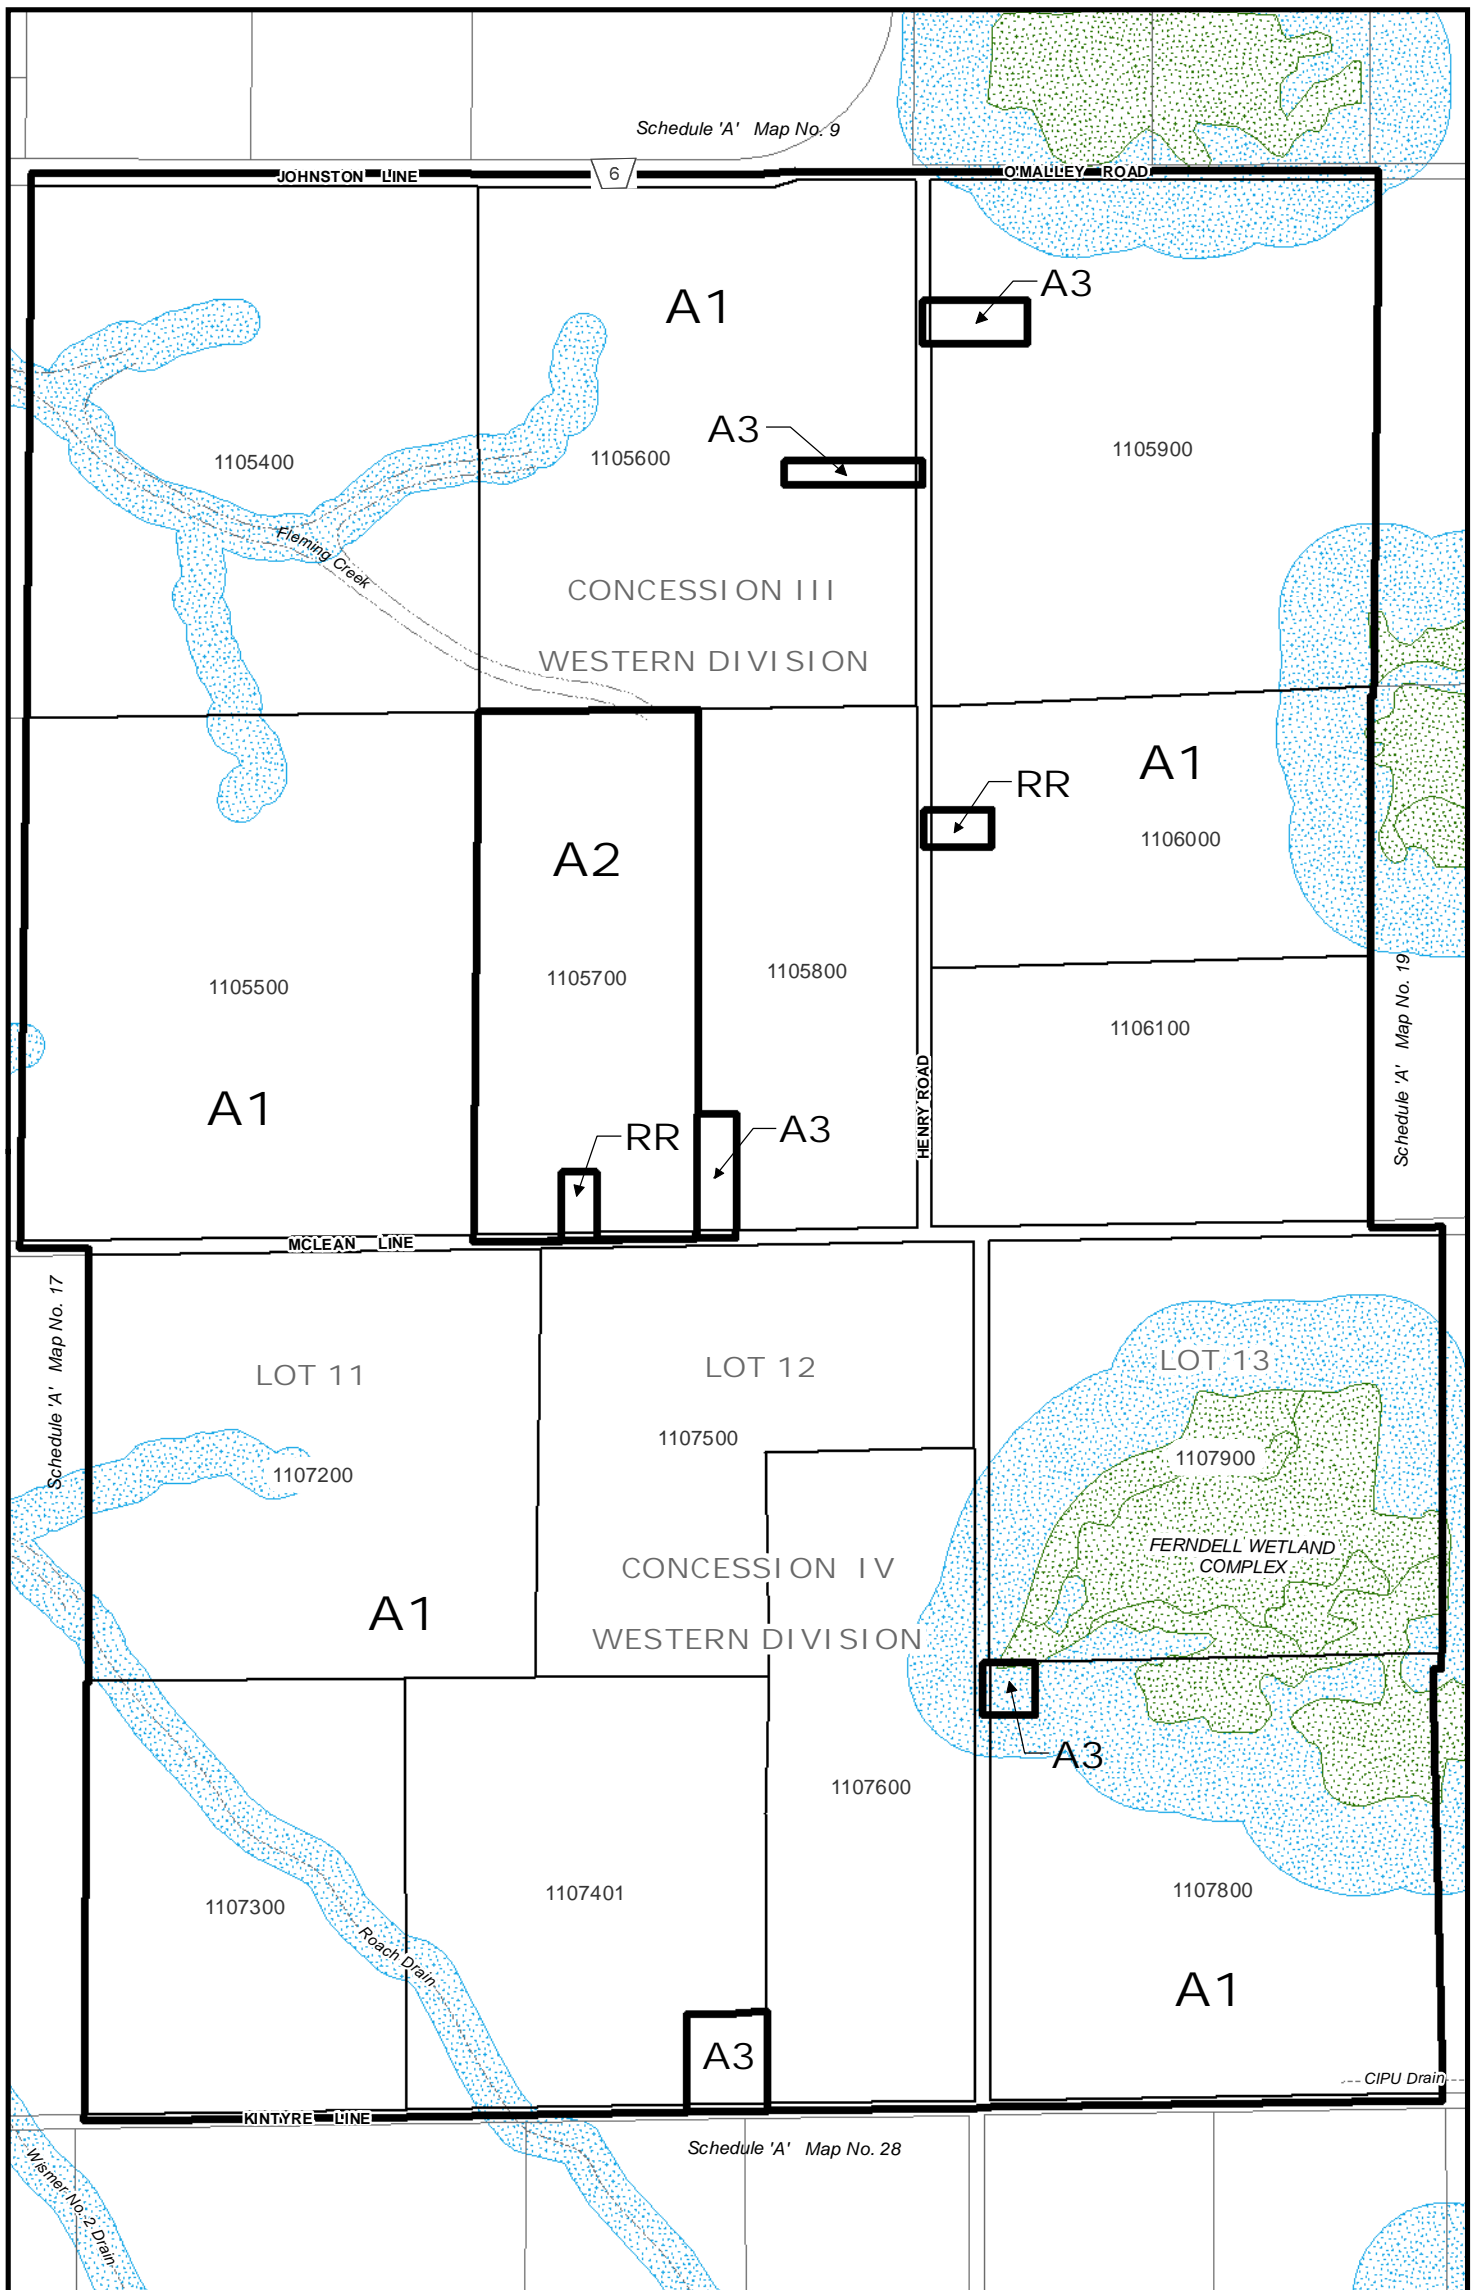 Schedule 'A' Map No. 9
JOHNSTON LINE
6
O'MALLEY ROAD
A3
A1
A3
1105400
1105600
1105900
Fleming Creek
CONCESSION III
WESTERN DIVISION
A1
RR
1106000
A2
1105700
1105800
1105500
1106100
Schedule 'A' Map No. 19
HENRY ROAD
A1
RR
A3
MCLEAN LINE
Schedule 'A' Map No. 17
LOT 11
LOT 12
LOT 13
1107500
1107200
1107900
FERNDELL WETLAND
COMPLEX
CONCESSION IV
WESTERN DIVISION
A1
A3
1107600
1107300
1107401
1107800
Roach Drain
A1
A3
CIPU Drain
KINTYRE LINE
Schedule 'A' Map No. 28
Wismer No. 2 Drain